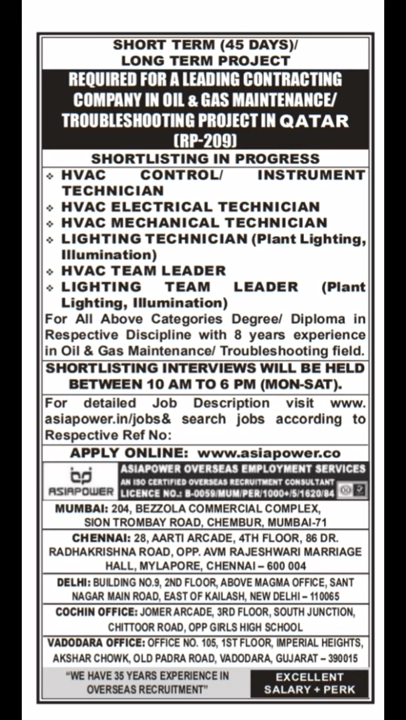 SHORT TERM (45 DAYS)/
LONG TERM PROJECT
REQUIRED FOR A LEADING CONTRACTING
COMPANY IN OIL & GAS MAINTENANCE/
TROUBLESHOOTING PROJECT IN QATAR
(RP-209)
SHORTLISTING IN PROGRESS
❖ HVAC CONTROL/ INSTRUMENT
TECHNICIAN
❖ HVAC ELECTRICAL TECHNICIAN
❖ HVAC MECHANICAL TECHNICIAN
❖ LIGHTING TECHNICIAN (Plant Lighting,
Illumination)
❖ HVAC TEAM LEADER
❖ LIGHTING TEAM LEADER (Plant
Lighting, Illumination)
For All Above Categories Degree/ Diploma in
Respective Discipline with 8 years experience
in Oil & Gas Maintenance/ Troubleshooting field.
SHORTLISTING INTERVIEWS WILL BE HELD
BETWEEN 10 AM TO 6 PM (MON-SAT).
For detailed Job Description visit www.
asiapower.in/jobs& search jobs according to
Respective Ref No:
APPLY ONLINE: www.asiapower.co
ASIAPOWER
ASIAPOWER OVERSEAS EMPLOYMENT SERVICES
AN ISO CERTIFIED OVERSEAS RECRUITMENT CONSULTANT
LICENCE NO.: B-0059/MUM/PER/1000+/5/1620/84
MUMBAI: 204, BEZZOLA COMMERCIAL COMPLEX,
SION TROMBAY ROAD, CHEMBUR, MUMBAI-71
CHENNAI: 28, AARTI ARCADE, 4TH FLOOR, 86 DR.
RADHAKRISHNA ROAD, OPP. AVM RAJESHWARI MARRIAGE
HALL, MYLAPORE, CHENNAI – 600 004
DELHI: BUILDING NO.9, 2ND FLOOR, ABOVE MAGMA OFFICE, SANT
NAGAR MAIN ROAD, EAST OF KAILASH, NEW DELHI – 110065
COCHIN OFFICE: JOMER ARCADE, 3RD FLOOR, SOUTH JUNCTION,
CHITTOOR ROAD, OPP GIRLS HIGH SCHOOL
VADODARA OFFICE: OFFICE NO. 105, 1ST FLOOR, IMPERIAL HEIGHTS,
AKSHAR CHOWK, OLD PADRA ROAD, VADODARA, GUJARAT – 390015
"WE HAVE 35 YEARS EXPERIENCE IN
OVERSEAS RECRUITMENT"
EXCELLENT
SALARY + PERK